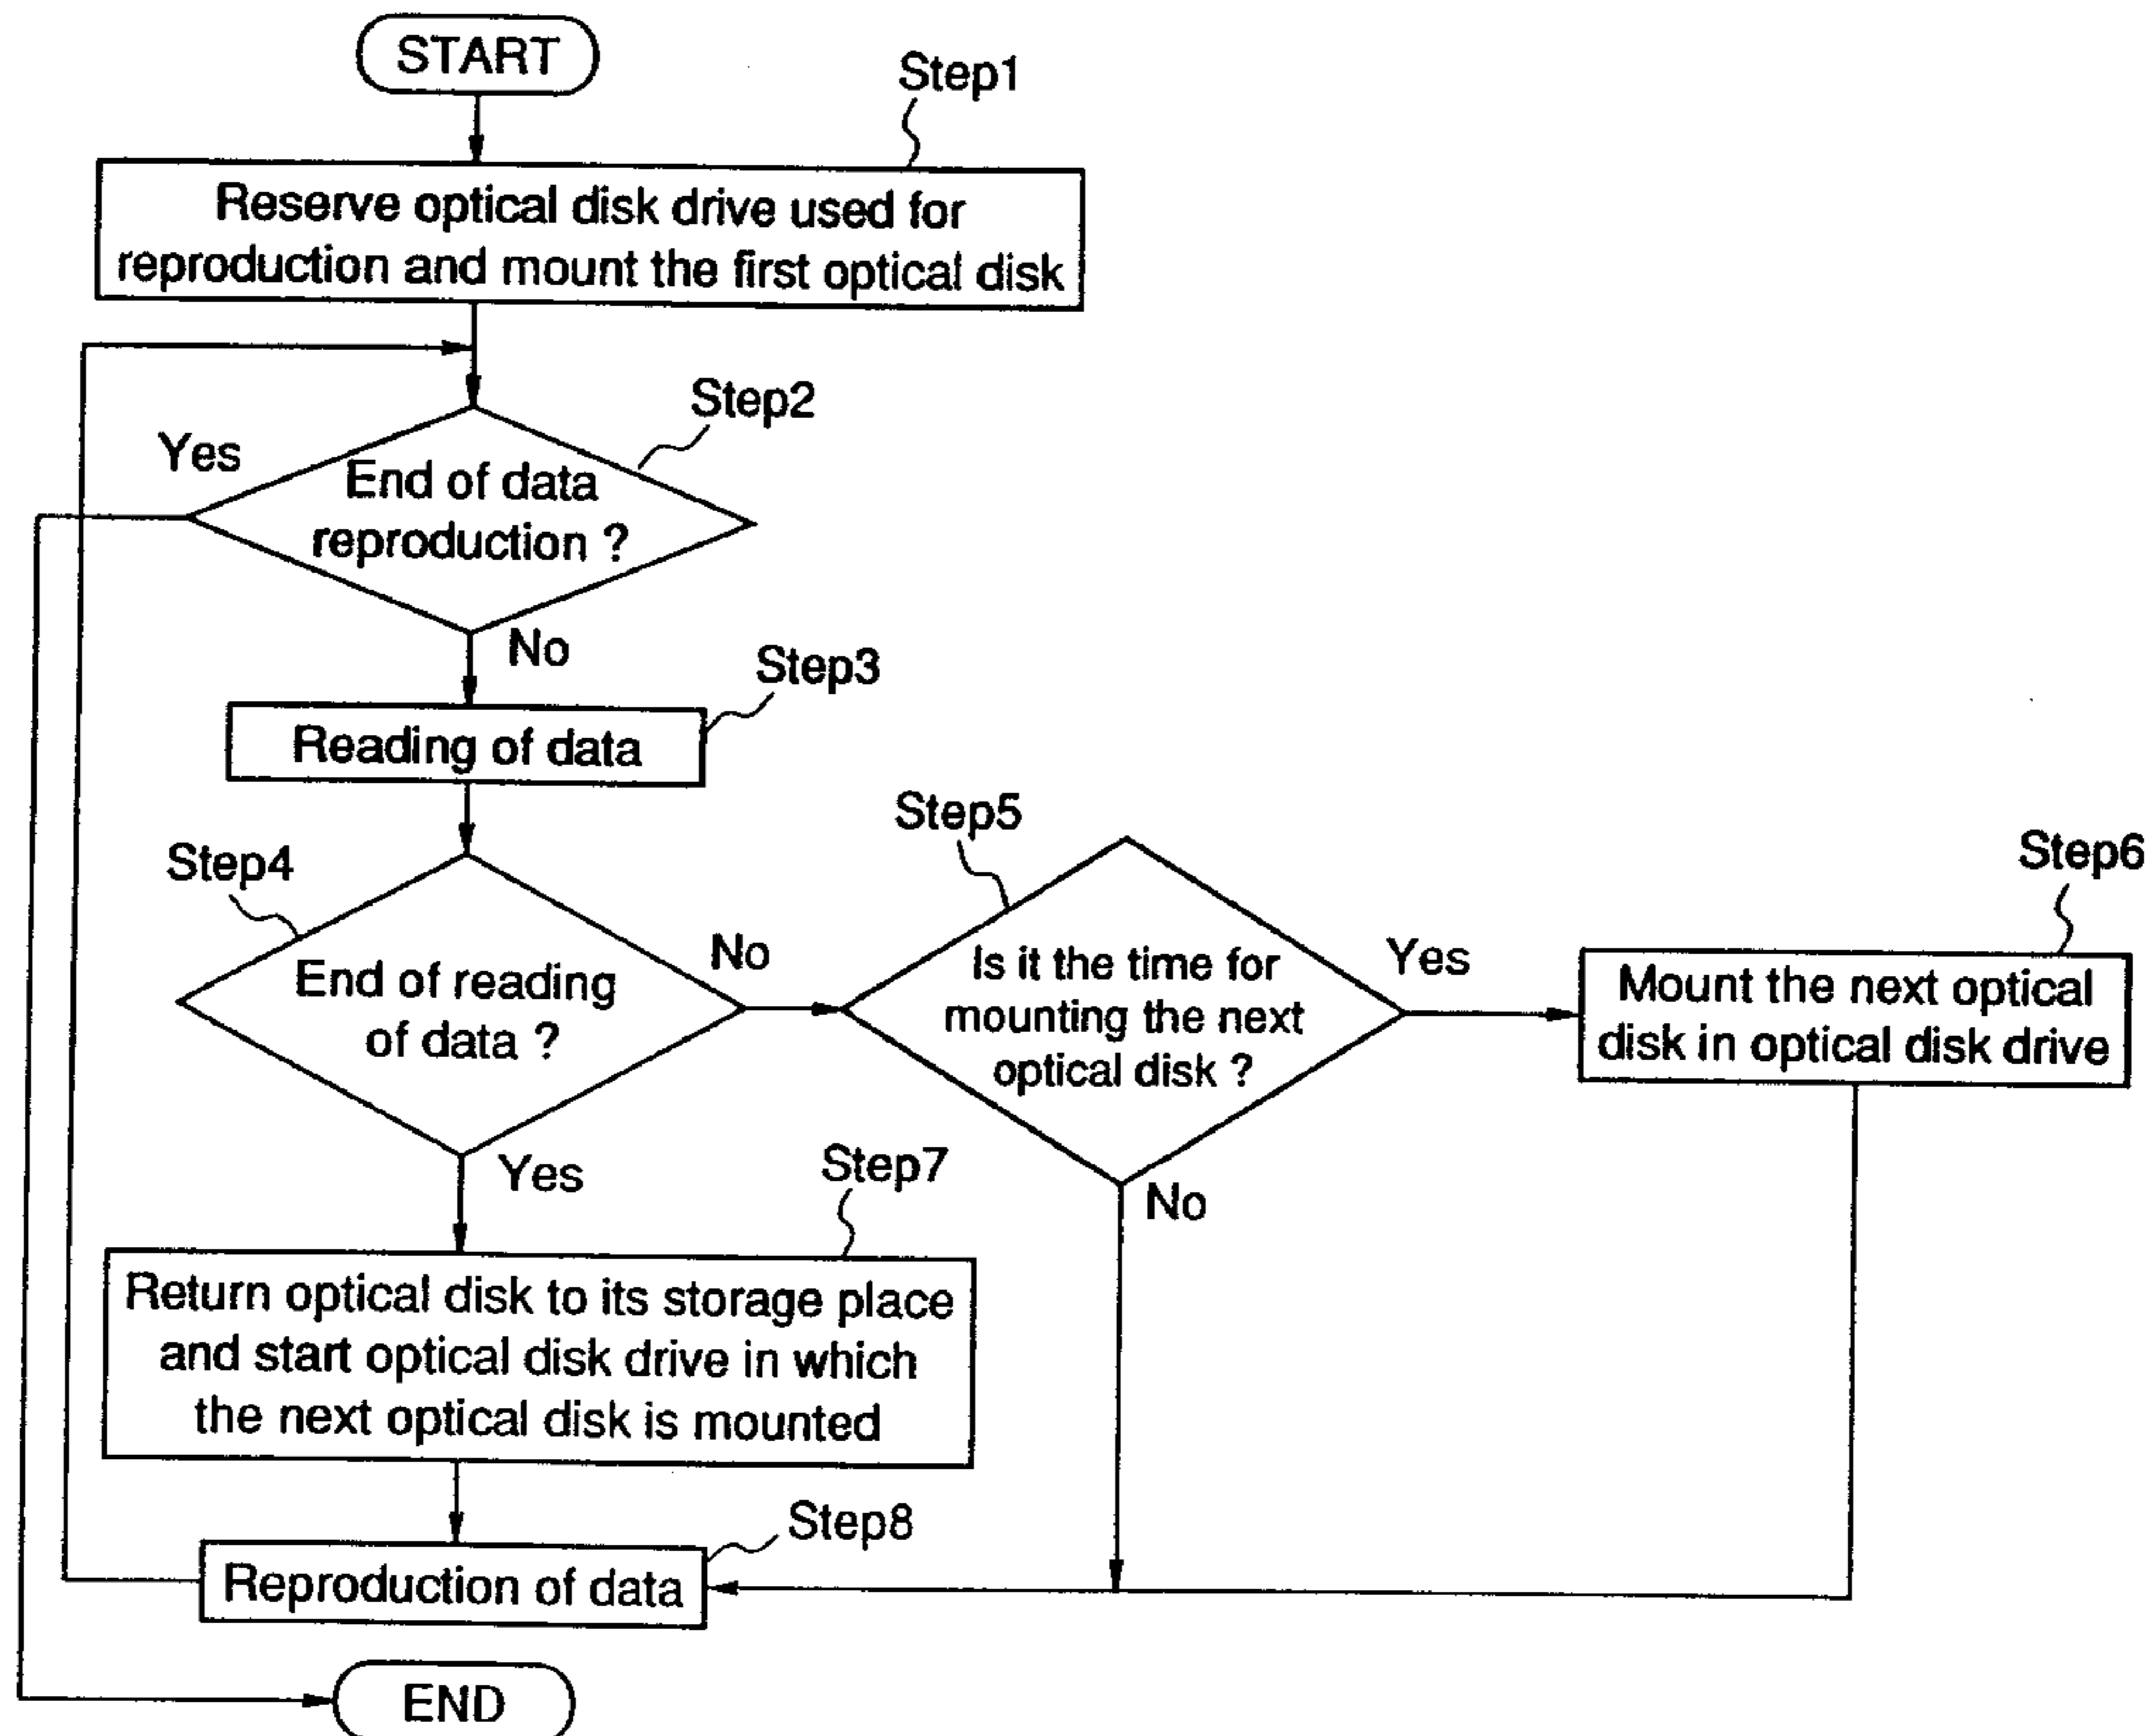 START
Step1
Reserve optical disk drive used for
reproduction and mount the first optical disk
Step2
Yes
End of data
reproduction ?
No
Step3
Reading of data
Step4
End of reading
of data ?
No
Step5
Is it the time for
mounting the next
optical disk ?
Yes
Step6
Mount the next optical
disk in optical disk drive
Yes
No
Step7
Return optical disk to its storage place
and start optical disk drive in which
the next optical disk is mounted
Step8
Reproduction of data
END